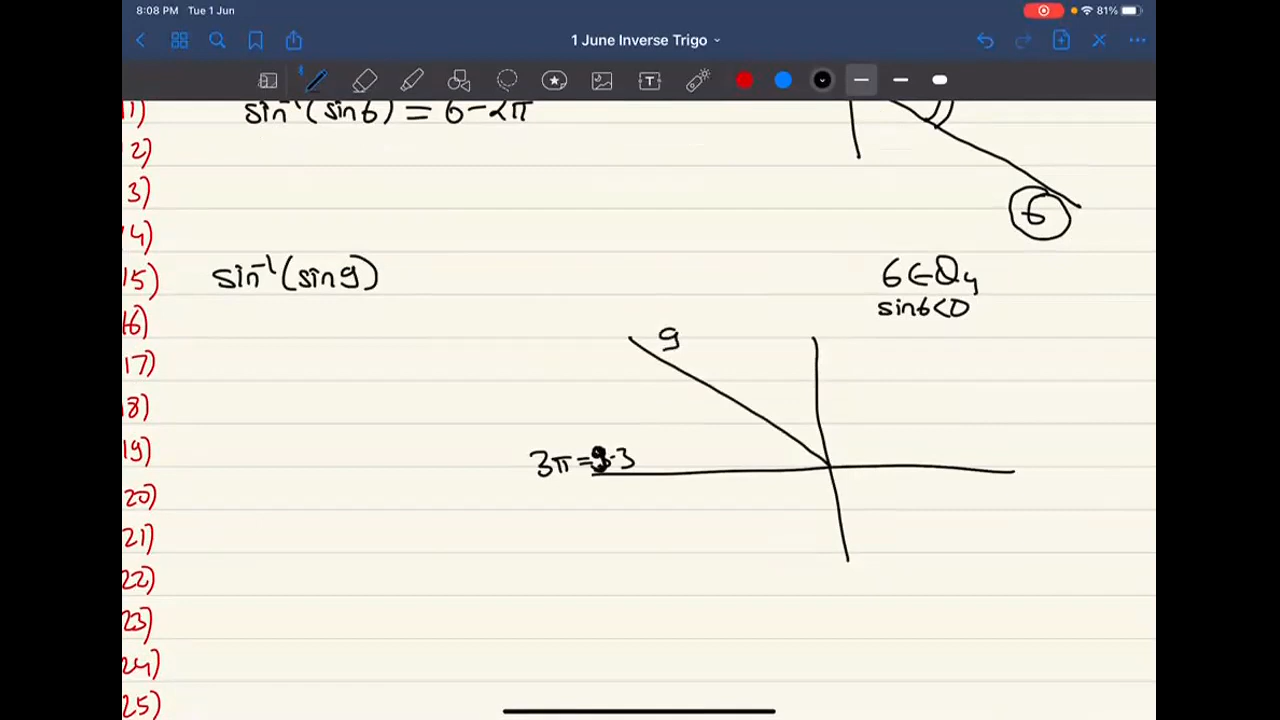 8:08 PM Tue 1 Jun
81%
1 June Inverse Trigo
T
11)
sin⁻¹(sin6) = 6-2π
12)
13)
6
14)
15)
sin⁻¹(sin9)
6∈Q₄
sin6<0
16)
9
17)
18)
19)
3π=9.3
20)
21)
22)
23)
24)
25)